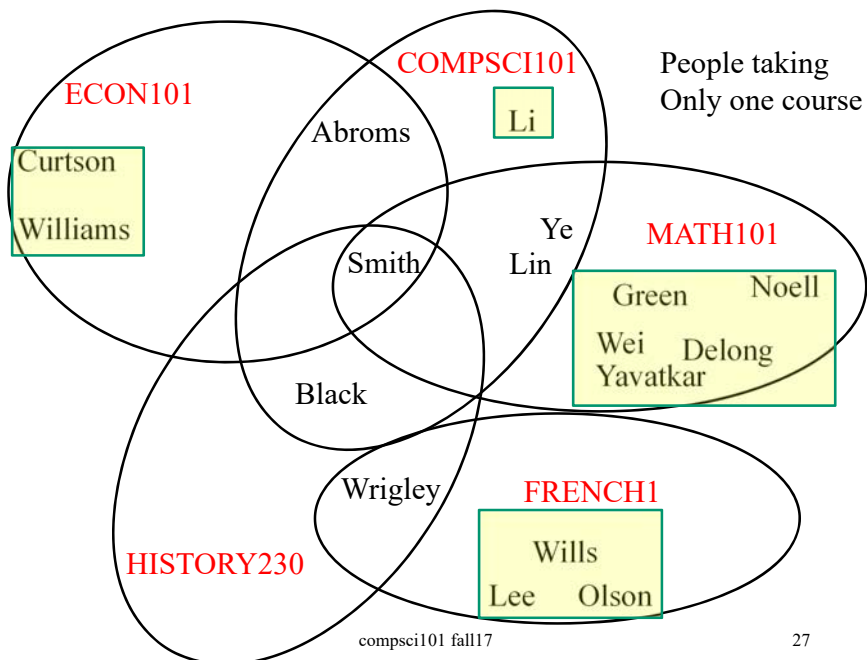 COMPSCI101
People taking
Only one course
ECON101
Abroms
Li
Curtson
Williams
Ye
Lin
MATH101
Smith
Green
Noell
Wei
Delong
Yavatkar
Black
Wrigley
FRENCH1
HISTORY230
Wills
Lee
Olson
compsci101 fall17
27